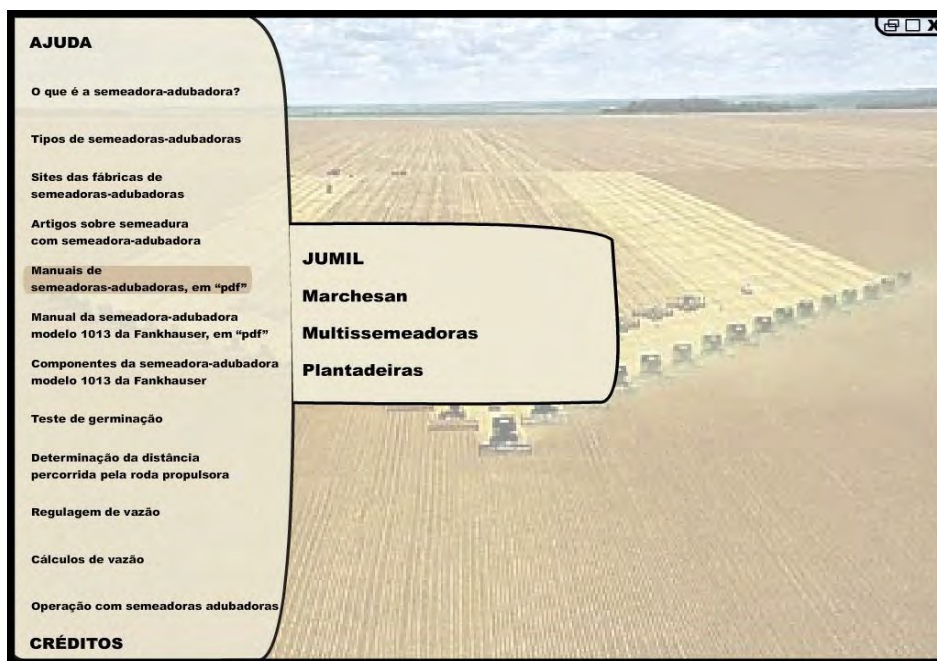 AJUDA
O que é a semeadora-adubadora?
Tipos de semeadoras-adubadoras
Sites das fábricas de
semeadoras-adubadoras
Artigos sobre semeadura
com semeadora-adubadora
Manuais de
semeadoras-adubadoras, em “pdf”
Manual da semeadora-adubadora
modelo 1013 da Fankhauser, em “pdf”
Componentes da semeadora-adubadora
modelo 1013 da Fankhauser
Teste de germinação
Determinação da distância
percorrida pela roda propulsora
Regulagem de vazão
Cálculos de vazão
Operação com semeadoras adubadoras
CRÉDITOS
JUMIL
Marchesan
Multissemeadoras
Plantadeiras